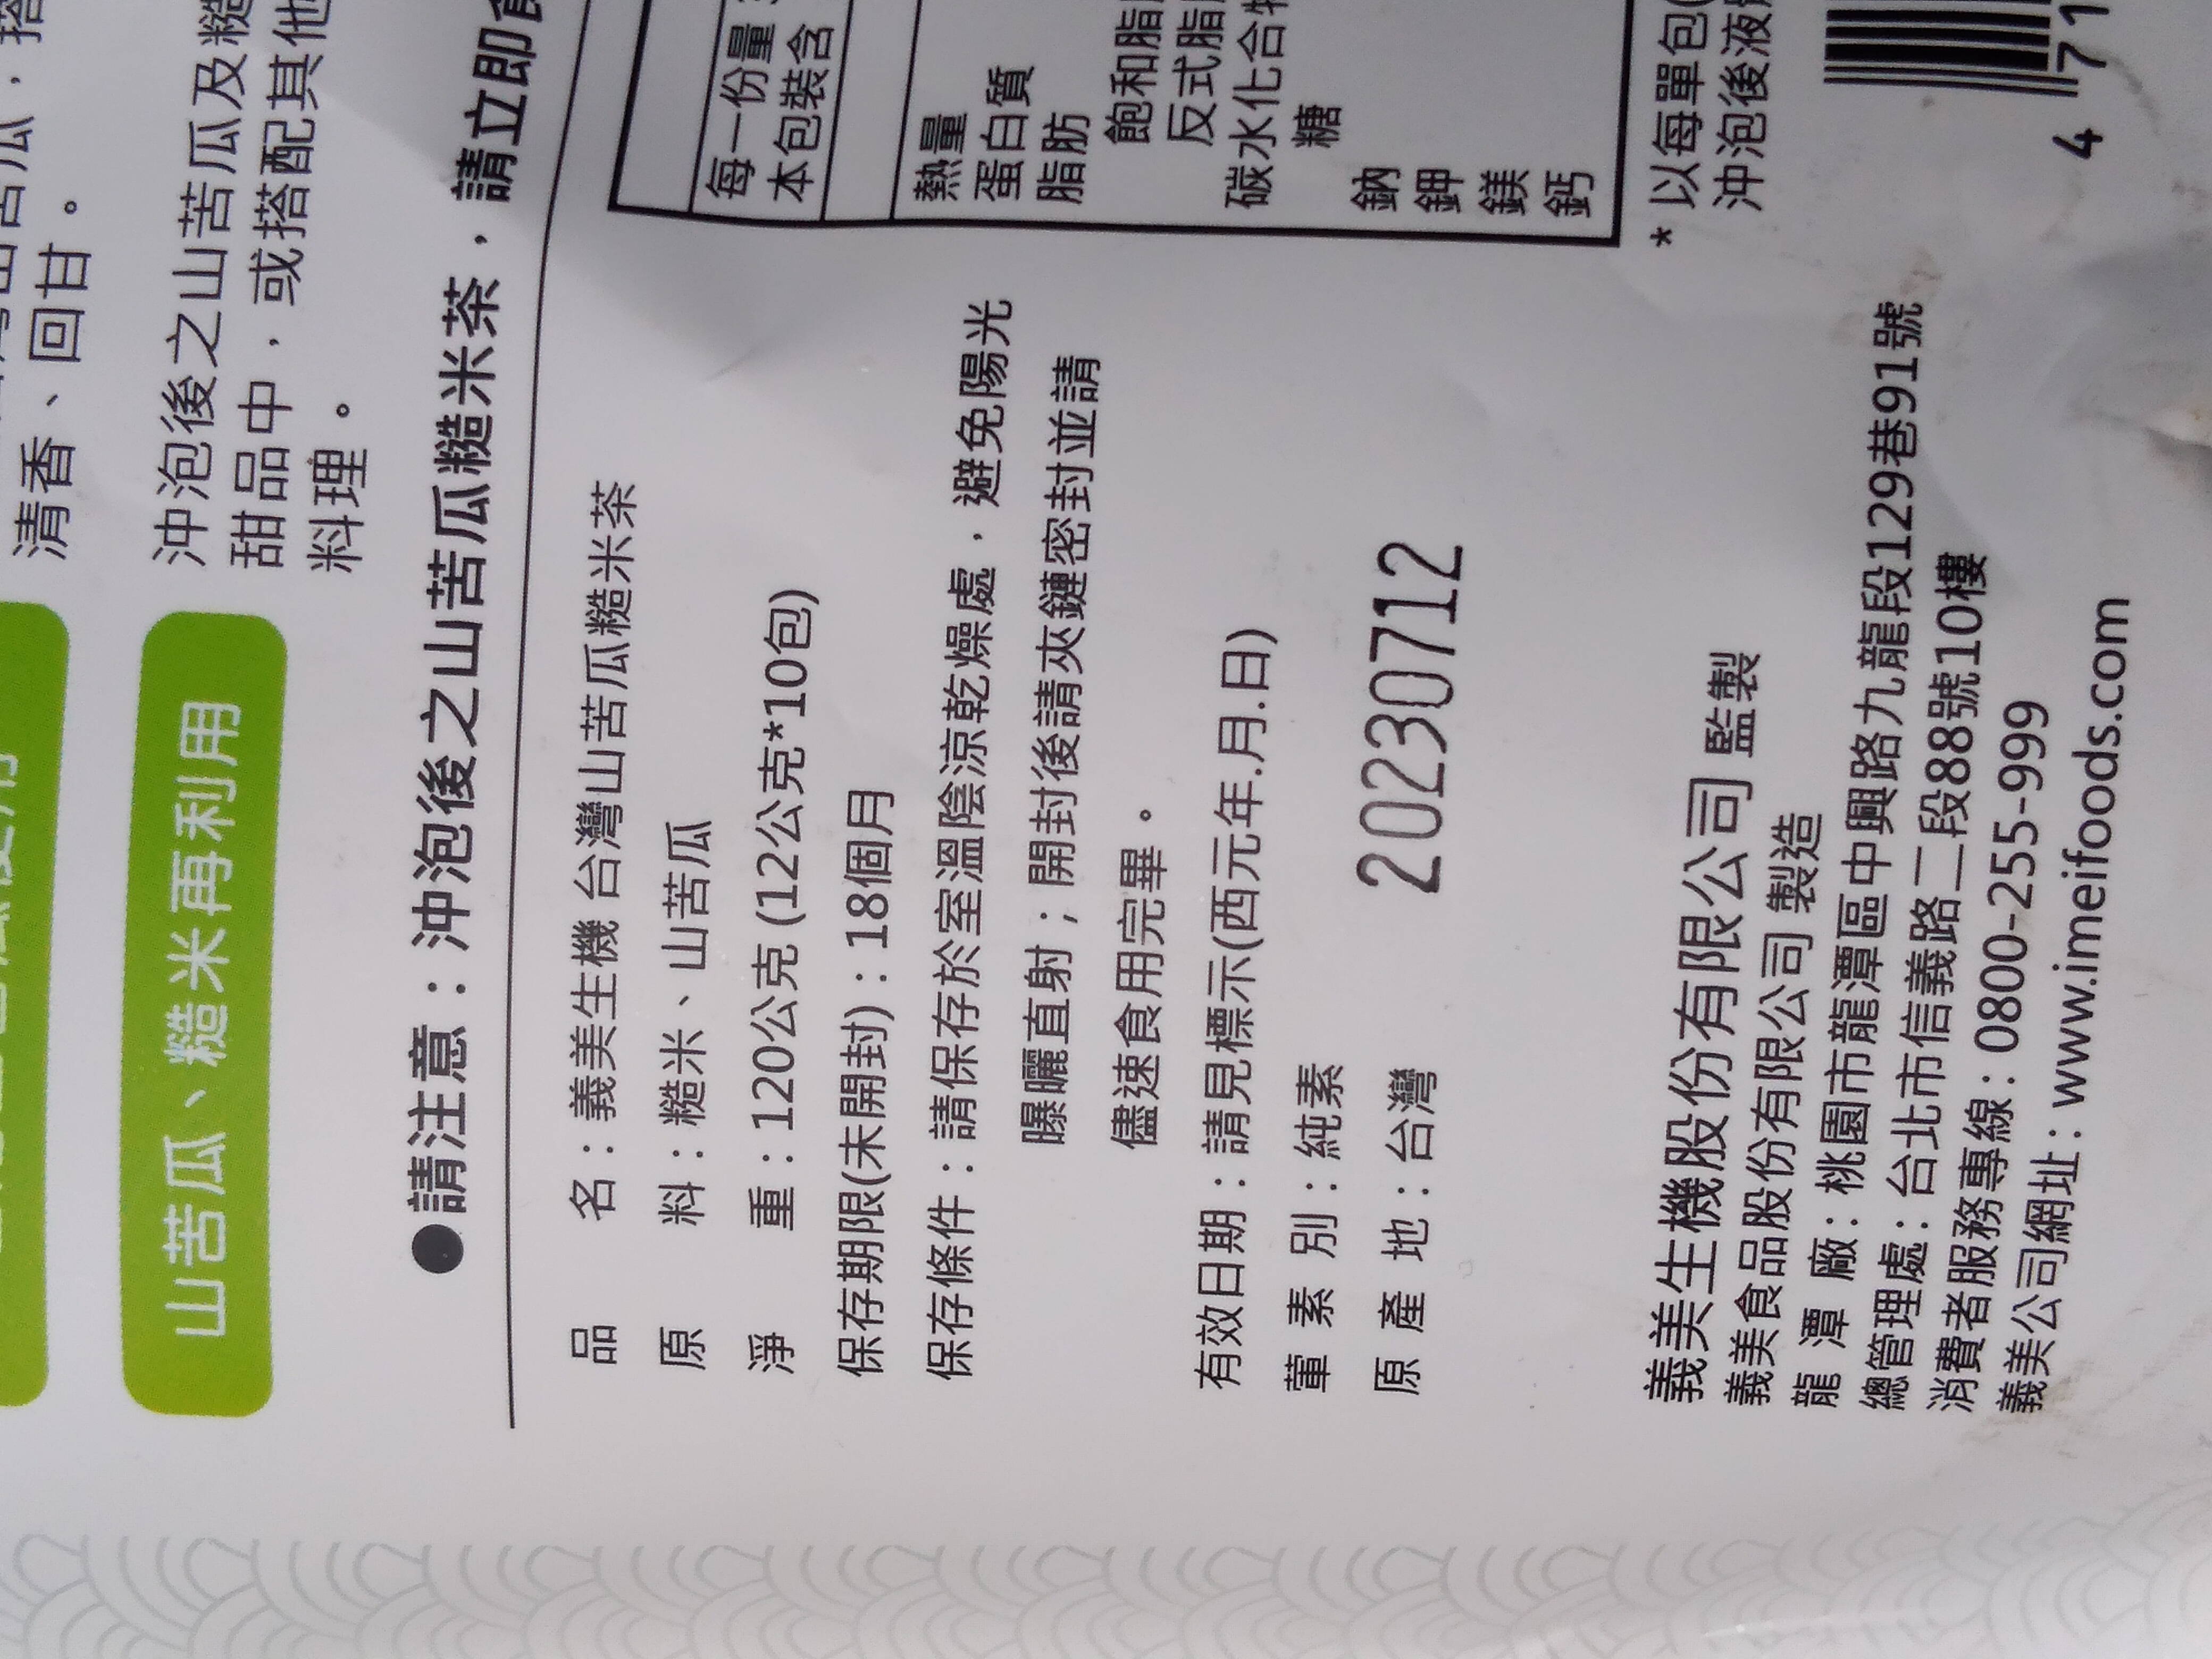 清香、回甘。
山苦瓜、糙米再利用
沖泡後之山苦瓜及糙
甜品中，或搭配其他
料理。
●請注意：沖泡後之山苦瓜糙米茶，請立即食
品名：義美生機 台灣山苦瓜糙米茶
原料：糙米、山苦瓜
淨重：120公克 (12公克*10包)
保存期限(未開封)：18個月
保存條件：請保存於室溫陰涼乾燥處，避免陽光
曝曬直射；開封後請夾鏈密封並請
儘速食用完畢。
有效日期：請見標示(西元年.月.日)
葷素別：純素
原產地：台灣
20230712
義美生機股份有限公司 監製
義美食品股份有限公司 製造
龍潭廠：桃園市龍潭區中興路九龍段129巷91號
總管理處：台北市信義路二段88號10樓
消費者服務專線：0800-255-999
義美公司網址：www.imeifoods.com
每一份量
本包裝含
熱量
蛋白質
脂肪
飽和脂
反式脂
碳水化合
糖
鈉
鉀
鎂
鈣
* 以每單包(
沖泡後液
4 71